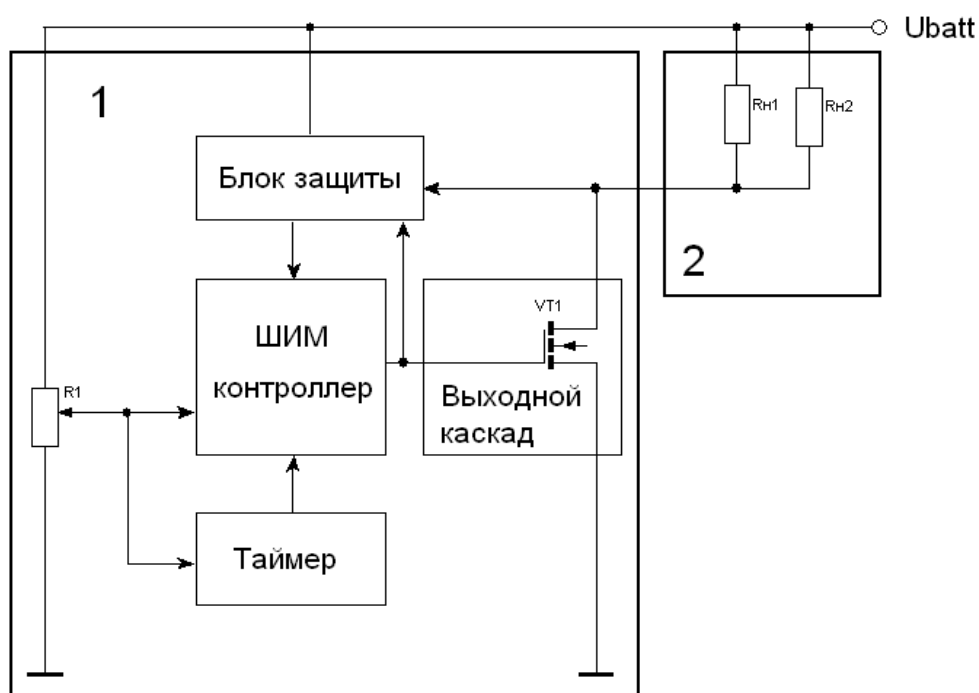 Ubatt
1
Rн1
Rн2
Блок защиты
2
VT1
ШИМ
контроллер
R1
Выходной
каскад
Таймер